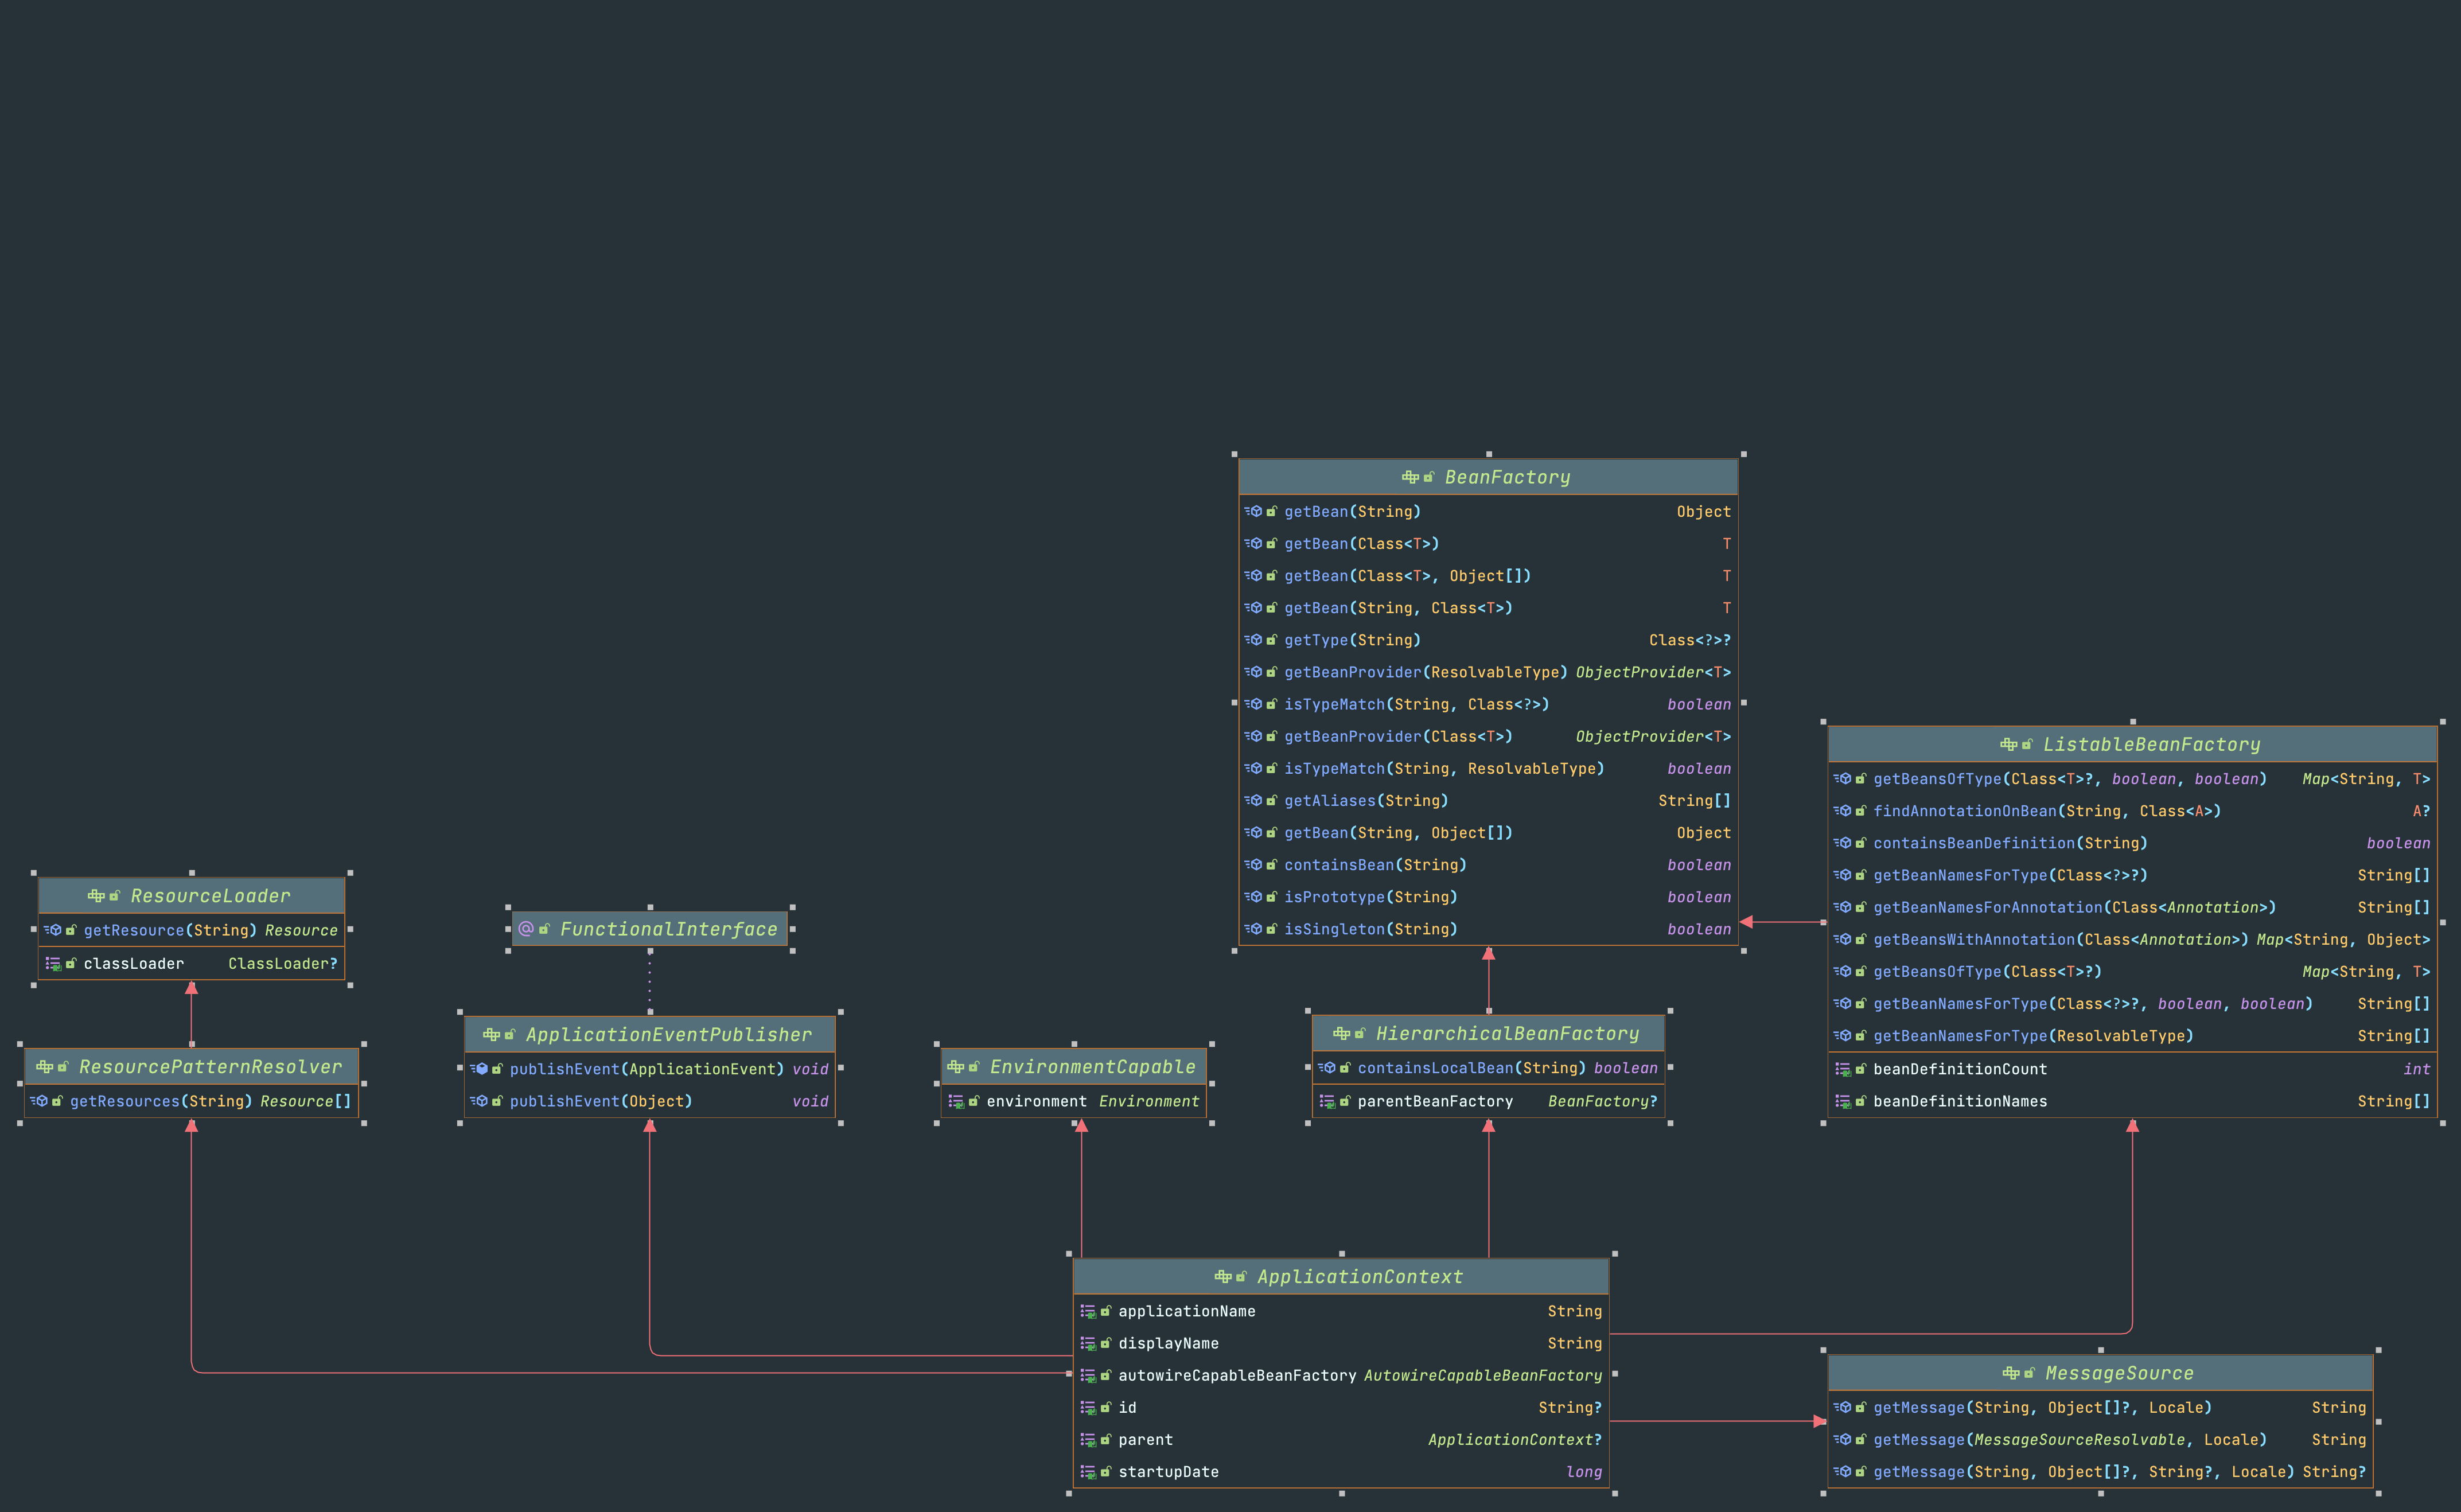 BeanFactory
getBean(String) Object
getBean(Class<T>) T
getBean(Class<T>, Object[]) T
getBean(String, Class<T>) T
getType(String) Class<?>?
getBeanProvider(ResolvableType) ObjectProvider<T>
isTypeMatch(String, Class<?>) boolean
getBeanProvider(Class<T>) ObjectProvider<T>
isTypeMatch(String, ResolvableType) boolean
getAliases(String) String[]
getBean(String, Object[]) Object
containsBean(String) boolean
isPrototype(String) boolean
isSingleton(String) boolean
ListableBeanFactory
getBeansOfType(Class<T>?, boolean, boolean) Map<String, T>
findAnnotationOnBean(String, Class<A>) A?
containsBeanDefinition(String) boolean
getBeanNamesForType(Class<?>?) String[]
getBeanNamesForAnnotation(Class<Annotation>) String[]
getBeansWithAnnotation(Class<Annotation>) Map<String, Object>
getBeansOfType(Class<T>?) Map<String, T>
getBeanNamesForType(Class<?>?, boolean, boolean) String[]
getBeanNamesForType(ResolvableType) String[]
beanDefinitionCount int
beanDefinitionNames String[]
ResourceLoader
getResource(String) Resource
classLoader ClassLoader?
@ FunctionalInterface
ResourcePatternResolver
getResources(String) Resource[]
ApplicationEventPublisher
publishEvent(ApplicationEvent) void
publishEvent(Object) void
EnvironmentCapable
environment Environment
HierarchicalBeanFactory
containsLocalBean(String) boolean
parentBeanFactory BeanFactory?
ApplicationContext
applicationName String
displayName String
autowireCapableBeanFactory AutowireCapableBeanFactory
id String?
parent ApplicationContext?
startupDate long
MessageSource
getMessage(String, Object[]?, Locale) String
getMessage(MessageSourceResolvable, Locale) String
getMessage(String, Object[]?, String?, Locale) String?